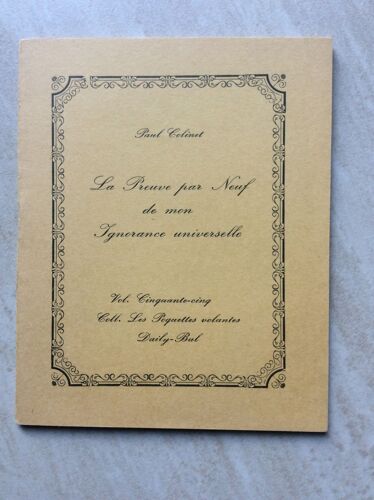 Paul Colinet
La Preuve par Neuf
de mon
Ignorance universelle
Vol. Cinquante-cinq
Coll. Les Poquettes volantes
Daily-Bul